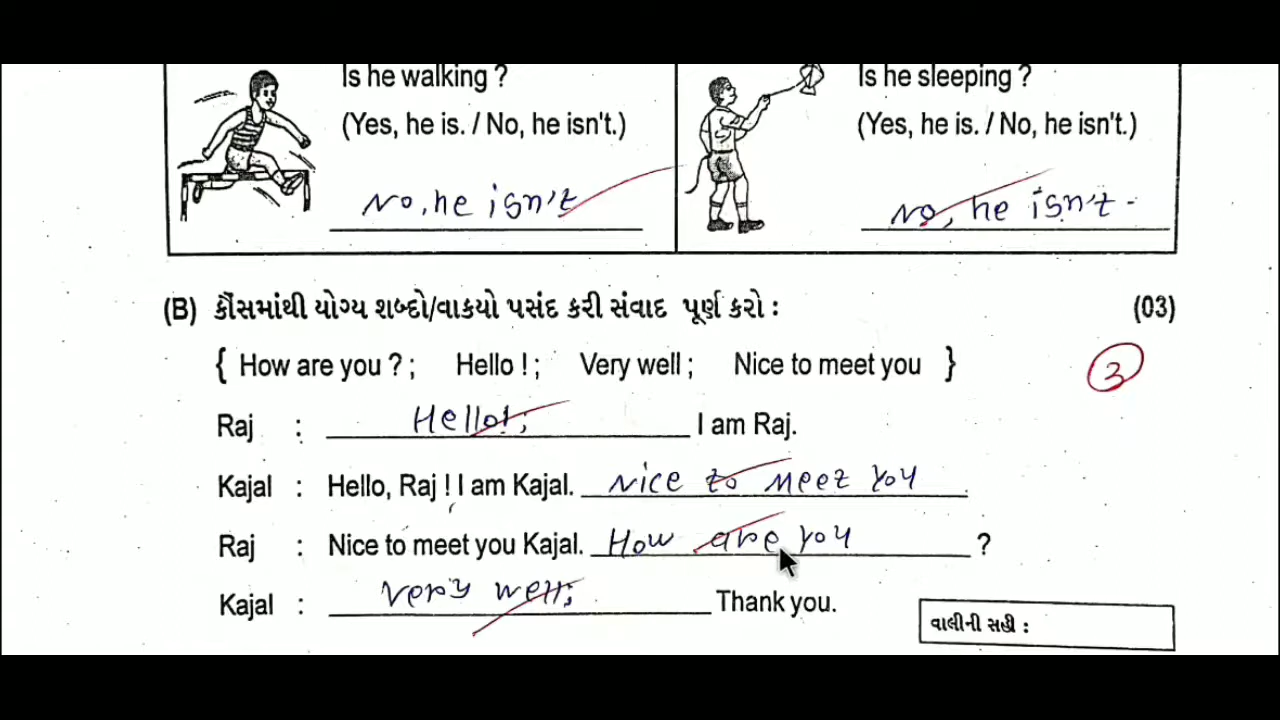 Is he walking ?
(Yes, he is. / No, he isn't.)
No, he isn't
Is he sleeping ?
(Yes, he is. / No, he isn't.)
No, he isn't.
(B) કૌંસમાંથી યોગ્ય શબ્દો/વાકયો પસંદ કરી સંવાદ પૂર્ણ કરો : (03)
{ How are you ? ; Hello ! ; Very well ; Nice to meet you }
3
Raj : Hello! ; I am Raj.
Kajal : Hello, Raj ! I am Kajal. Nice to meet you
Raj : Nice to meet you Kajal. How are you ?
Kajal : Very well; Thank you.
વાલીની સહી :